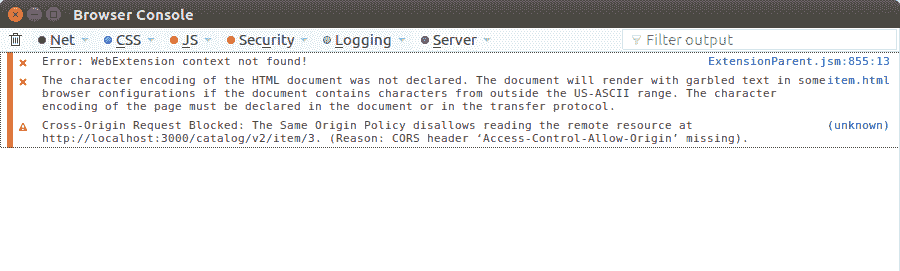 Browser Console
Net CSS JS Security Logging Server Filter output
Error: WebExtension context not found! ExtensionParent.jsm:855:13
The character encoding of the HTML document was not declared. The document will render with garbled text in some item.html
browser configurations if the document contains characters from outside the US-ASCII range. The character
encoding of the page must be declared in the document or in the transfer protocol.
Cross-Origin Request Blocked: The Same Origin Policy disallows reading the remote resource at (unknown)
http://localhost:3000/catalog/v2/item/3. (Reason: CORS header ‘Access-Control-Allow-Origin’ missing).